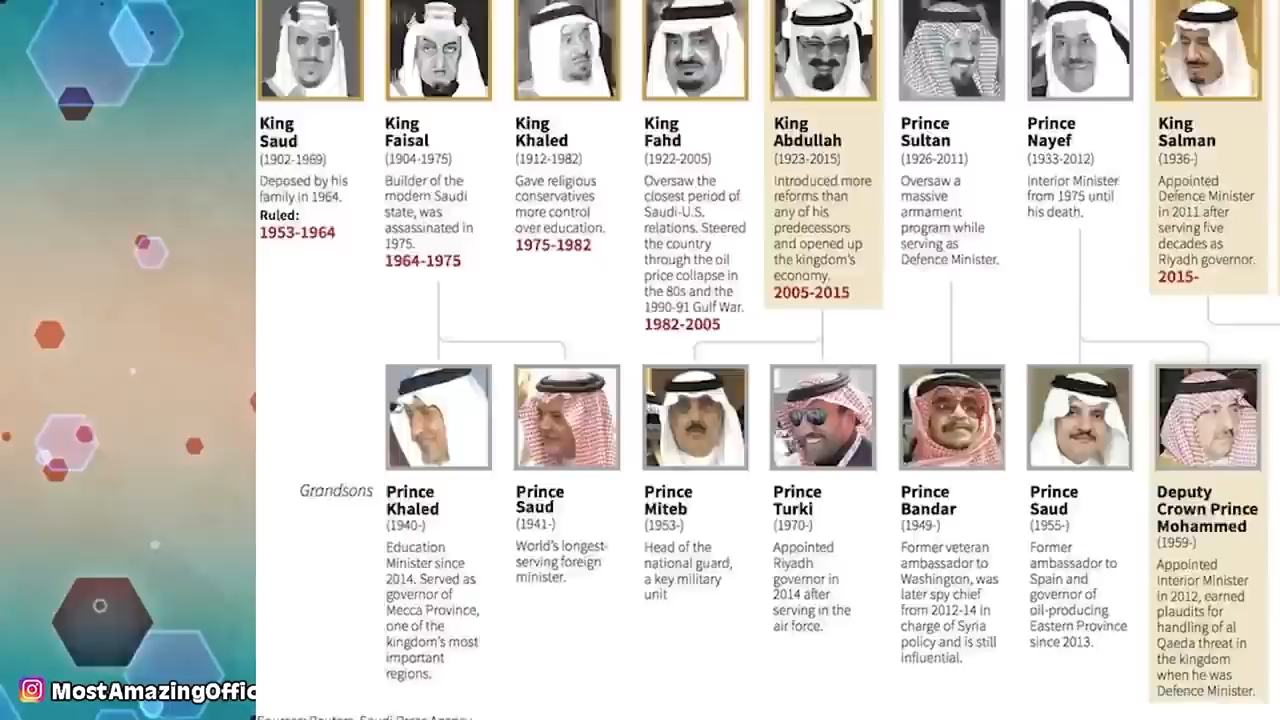 King
Saud
(1902-1969)
Deposed by his
family in 1964.
Ruled:
1953-1964
King
Faisal
(1904-1975)
Builder of the
modern Saudi
state, was
assassinated in
1975.
1964-1975
King
Khaled
(1912-1982)
Gave religious
conservatives
more control
over education.
1975-1982
King
Fahd
(1922-2005)
Oversaw the
closest period of
Saudi-U.S.
relations. Steered
the country
through the oil
price collapse in
the 80s and the
1990-91 Gulf War.
1982-2005
King
Abdullah
(1923-2015)
Introduced more
reforms than
any of his
predecessors
and opened up
the kingdom's
economy.
2005-2015
Prince
Sultan
(1926-2011)
Oversaw a
massive
armament
program while
serving as
Defence Minister.
Prince
Nayef
(1933-2012)
Interior Minister
from 1975 until
his death.
King
Salman
(1936-)
Appointed
Defence Minister
in 2011 after
serving five
decades as
Riyadh governor.
2015-
Grandsons
Prince
Khaled
(1940-)
Education
Minister since
2014. Served as
governor of
Mecca Province,
one of the
kingdom's most
important
regions.
Prince
Saud
(1941-)
World's longest-
serving foreign
minister.
Prince
Miteb
(1953-)
Head of the
national guard,
a key military
unit
Prince
Turki
(1970-)
Appointed
Riyadh
governor in
2014 after
serving in the
air force.
Prince
Bandar
(1949-)
Former veteran
ambassador to
Washington, was
later spy chief
from 2012-14 in
charge of Syria
policy and is still
influential.
Prince
Saud
(1955-)
Former
ambassador to
Spain and
governor of
oil-producing
Eastern Province
since 2013.
Deputy
Crown Prince
Mohammed
(1959-)
Appointed
Interior Minister
in 2012, earned
plaudits for
handling of al
Qaeda threat in
the kingdom
when he was
Defence Minister.
MostAmazingOffic
Sources: Reuters, Saudi Press Agency